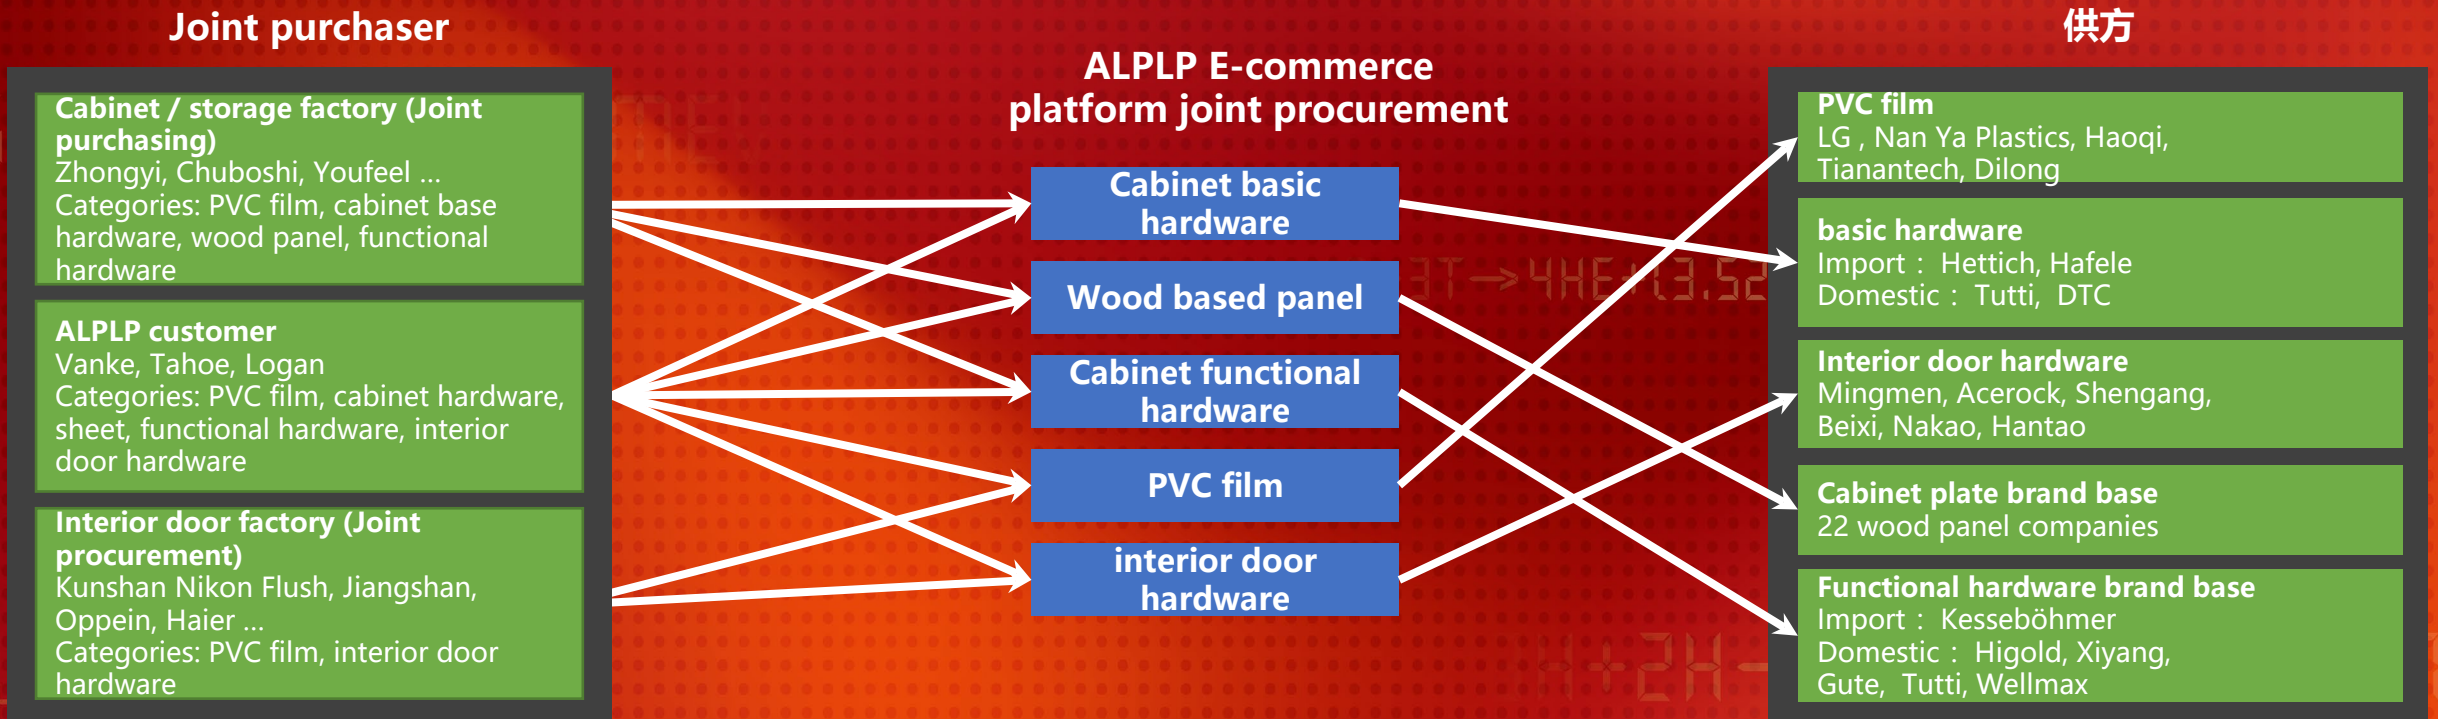 Joint purchaser
Cabinet / storage factory (Joint
purchasing)
Zhongyi, Chuboshi, Youfeel ...
Categories: PVC film, cabinet base
hardware, wood panel, functional
hardware
ALPLP customer
Vanke, Tahoe, Logan
Categories: PVC film, cabinet hardware,
sheet, functional hardware, interior
door hardware
Interior door factory (Joint
procurement)
Kunshan Nikon Flush, Jiangshan,
Oppein, Haier ...
Categories: PVC film, interior door
hardware
ALPLP E-commerce
platform joint procurement
Cabinet basic
hardware
Wood based panel
Cabinet functional
hardware
PVC film
interior door
hardware
供方
PVC film
LG , Nan Ya Plastics, Haoqi,
Tianantech, Dilong
basic hardware
Import： Hettich, Hafele
Domestic： Tutti, DTC
Interior door hardware
Mingmen, Acerock, Shengang,
Beixi, Nakao, Hantao
Cabinet plate brand base
22 wood panel companies
Functional hardware brand base
Import： Kesseböhmer
Domestic： Higold, Xiyang,
Gute, Tutti, Wellmax